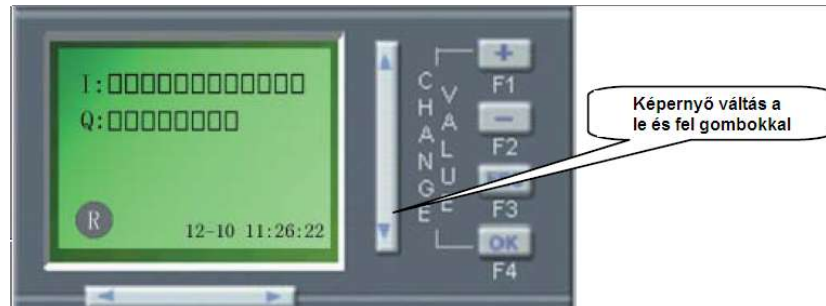 I:□□□□□□□□□□□□
Q:□□□□□□□□
R
12-10 11:26:22
CHANGE
VALUE
+
F1
−
F2
F3
OK
F4
Képernyő váltás a
le és fel gombokkal